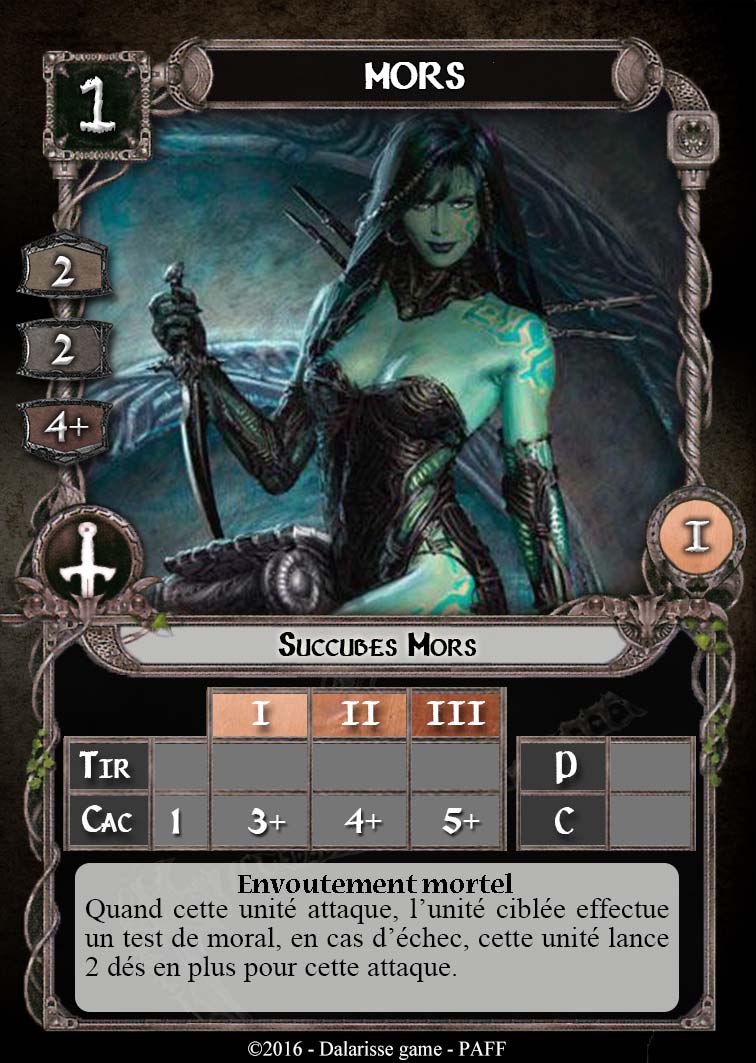 1
MORS
2
2
4+
I
Succubes Mors
I II III
Tir P
Cac 1 3+ 4+ 5+ C
Envoutement mortel
Quand cette unité attaque, l'unité ciblée effectue
un test de moral, en cas d'échec, cette unité lance
2 dés en plus pour cette attaque.
©2016 - Dalarisse game - PAFF